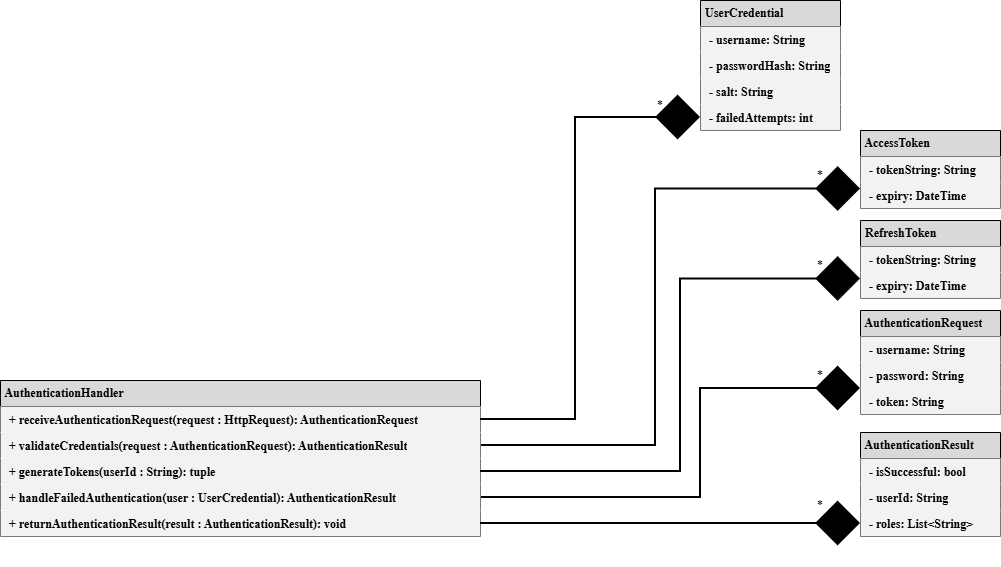 UserCredential
- username: String
- passwordHash: String
- salt: String
- failedAttempts: int
*
AccessToken
- tokenString: String
- expiry: DateTime
*
RefreshToken
- tokenString: String
- expiry: DateTime
*
AuthenticationRequest
- username: String
- password: String
- token: String
*
AuthenticationHandler
+ receiveAuthenticationRequest(request : HttpRequest): AuthenticationRequest
+ validateCredentials(request : AuthenticationRequest): AuthenticationResult
+ generateTokens(userId : String): tuple
+ handleFailedAuthentication(user : UserCredential): AuthenticationResult
+ returnAuthenticationResult(result : AuthenticationResult): void
AuthenticationResult
- isSuccessful: bool
- userId: String
- roles: List<String>
*